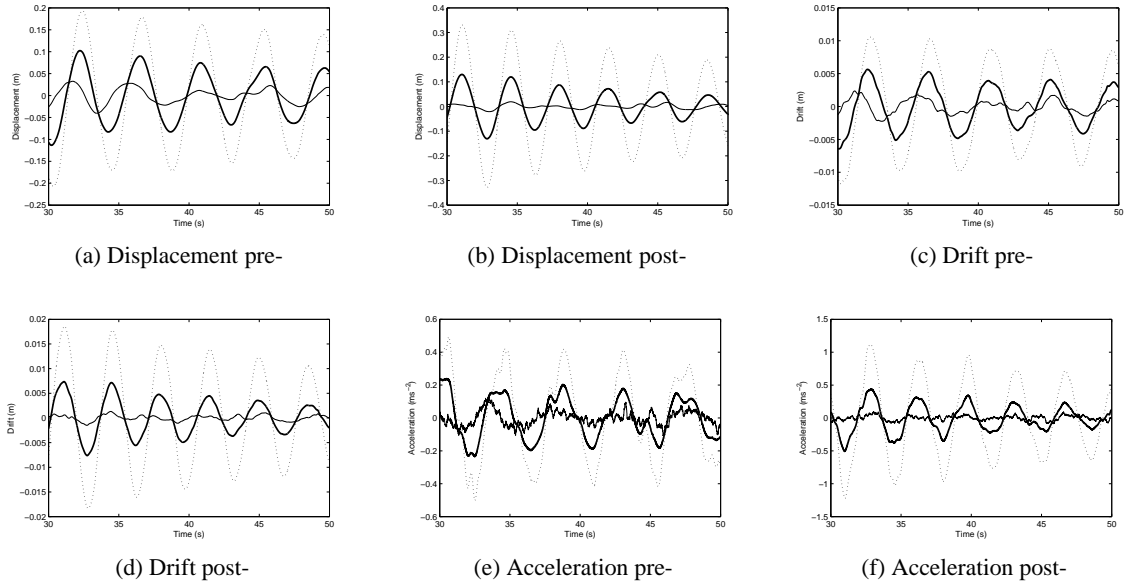 0.2
0.15
0.1
0.05
0
−0.05
−0.1
−0.15
−0.2
−0.25
Displacement (m)
30 35 40 45 50
Time (s)
(a) Displacement pre-
0.4
0.3
0.2
0.1
0
−0.1
−0.2
−0.3
−0.4
Displacement (m)
30 35 40 45 50
Time (s)
(b) Displacement post-
0.015
0.01
0.005
0
−0.005
−0.01
−0.015
Drift (m)
30 35 40 45 50
Time (s)
(c) Drift pre-
0.02
0.015
0.01
0.005
0
−0.005
−0.01
−0.015
−0.02
Drift (m)
30 35 40 45 50
Time (s)
(d) Drift post-
0.6
0.4
0.2
0
−0.2
−0.4
−0.6
Acceleration (ms−2)
30 35 40 45 50
Time (s)
(e) Acceleration pre-
1.5
1
0.5
0
−0.5
−1
−1.5
Acceleration (ms−2)
30 35 40 45 50
Time (s)
(f) Acceleration post-